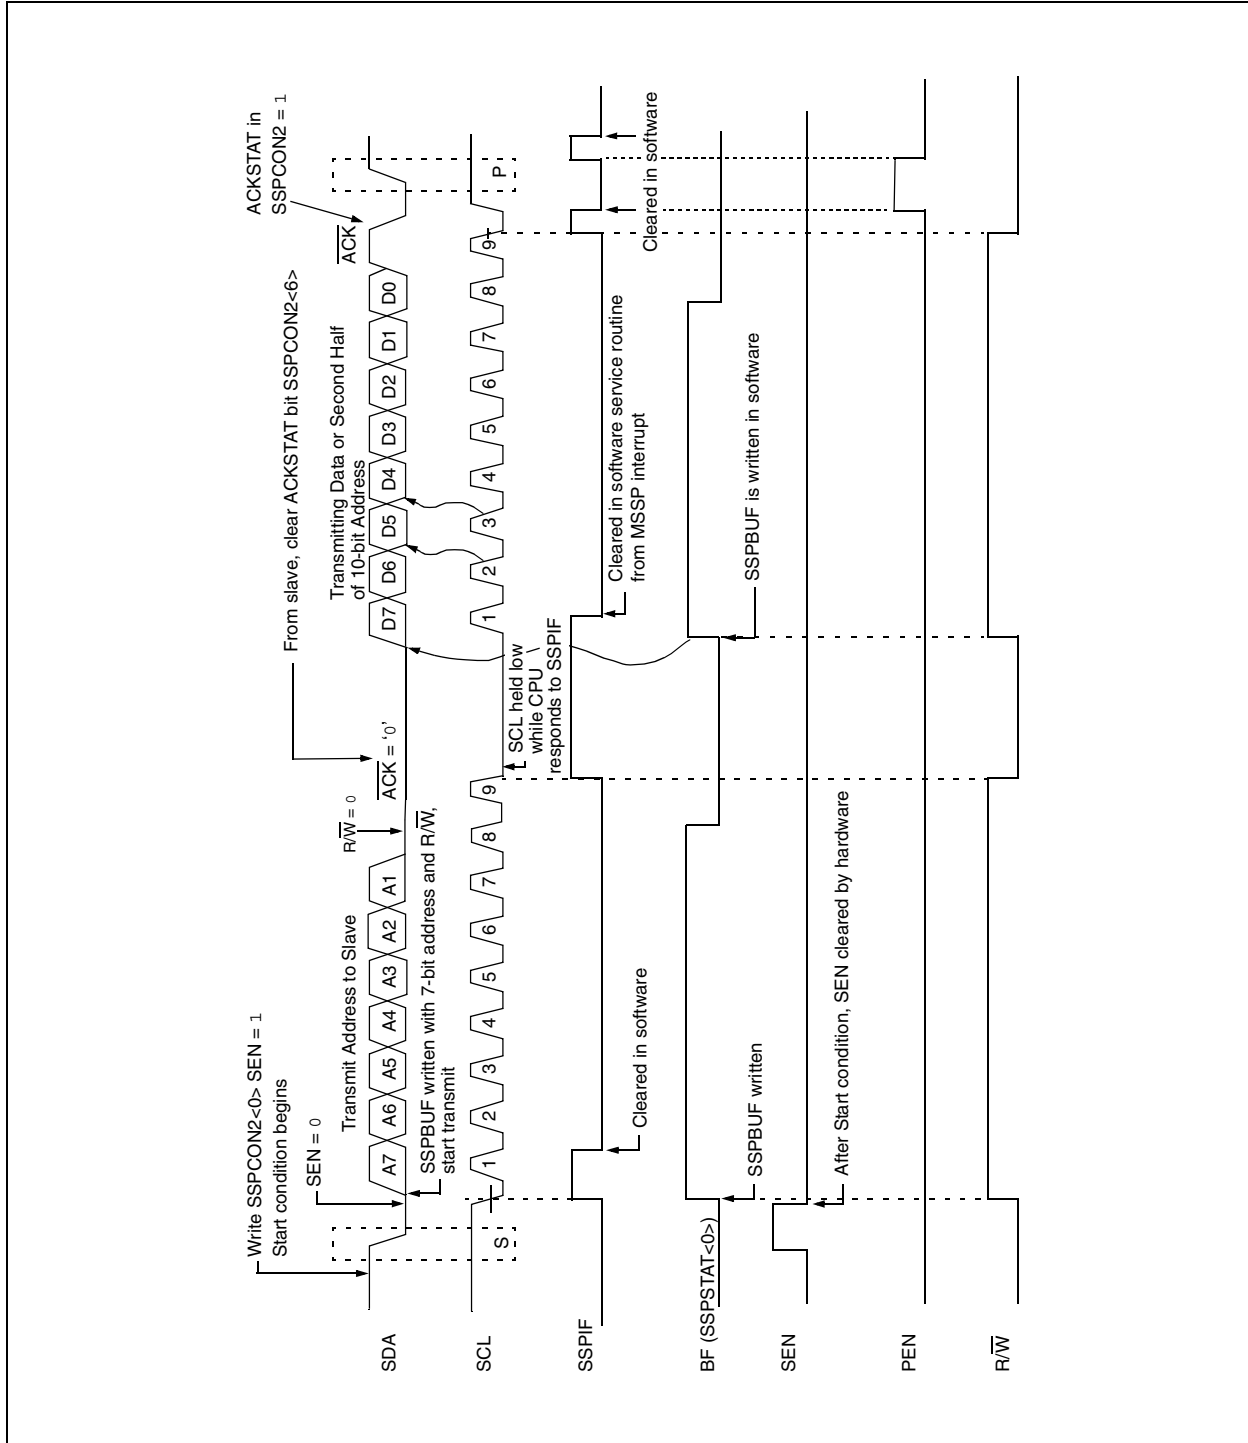 Write SSPCON2<0> SEN = 1
Start condition begins
SEN = 0
Transmit Address to Slave
R/W = 0
From slave, clear ACKSTAT bit SSPCON2<6>
ACK = ‘0’
Transmitting Data or Second Half
of 10-bit Address
ACKSTAT in
SSPCON2 = 1
ACK
SDA
A7 A6 A5 A4 A3 A2 A1
D7 D6 D5 D4 D3 D2 D1 D0
SSPBUF written with 7-bit address and R/W,
start transmit
SCL
S
1 2 3 4 5 6 7 8 9
1 2 3 4 5 6 7 8 9
P
SCL held low
while CPU
responds to SSPIF
SSPIF
Cleared in software
Cleared in software service routine
from MSSP interrupt
Cleared in software
BF (SSPSTAT<0>)
SSPBUF written
SSPBUF is written in software
SEN
After Start condition, SEN cleared by hardware
PEN
R/W